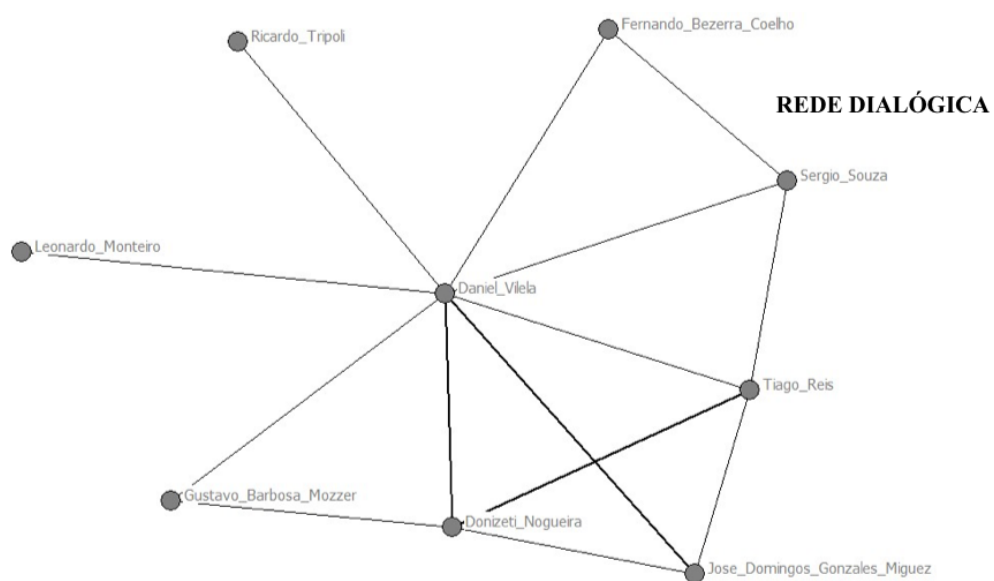 Fernando_Bezerra_Coelho
Ricardo_Tripoli
REDE DIALÓGICA
Sergio_Souza
Leonardo_Monteiro
Daniel_Vilela
Tiago_Reis
Gustavo_Barbosa_Mozzer
Donizeti_Nogueira
Jose_Domingos_Gonzales_Miguez